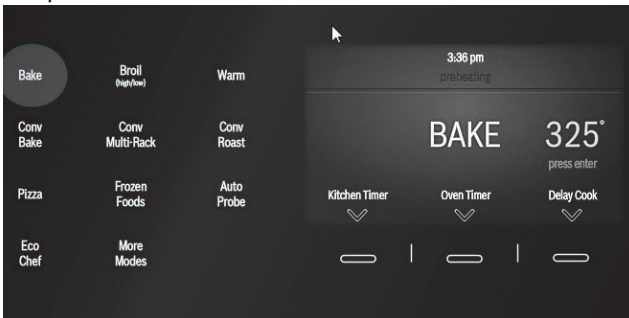 Bake
Broil
(high/low)
Warm
Conv
Bake
Conv
Multi-Rack
Conv
Roast
Pizza
Frozen
Foods
Auto
Probe
Eco
Chef
More
Modes
3:36 pm
preheating
BAKE
325°
press enter
Kitchen Timer
Oven Timer
Delay Cook